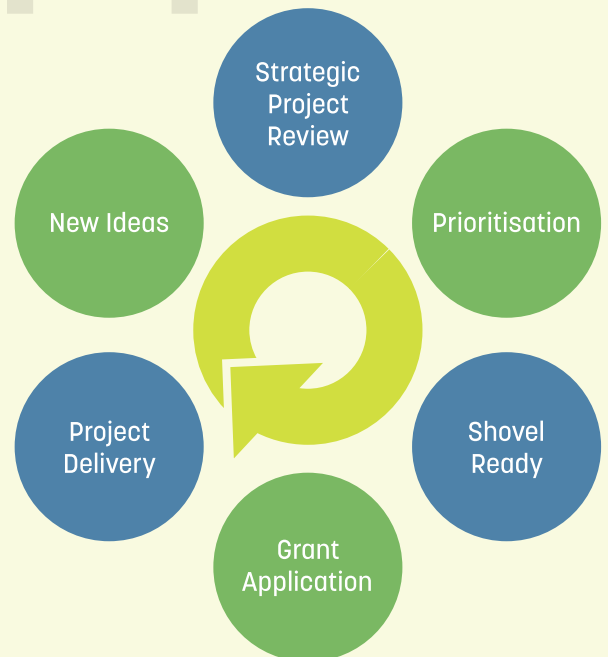 Strategic
Project
Review
Prioritisation
Shovel
Ready
Grant
Application
Project
Delivery
New Ideas